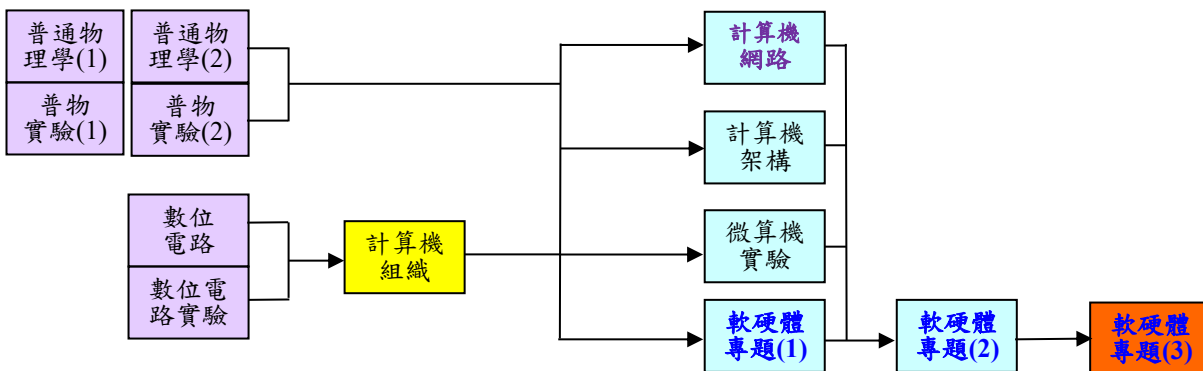 普通物
理學(1)
普通物
理學(2)
普物
實驗(1)
普物
實驗(2)
計算機
網路
計算機
架構
數位
電路
數位電
路實驗
計算機
組織
微算機
實驗
軟硬體
專題(1)
軟硬體
專題(2)
軟硬體
專題(3)